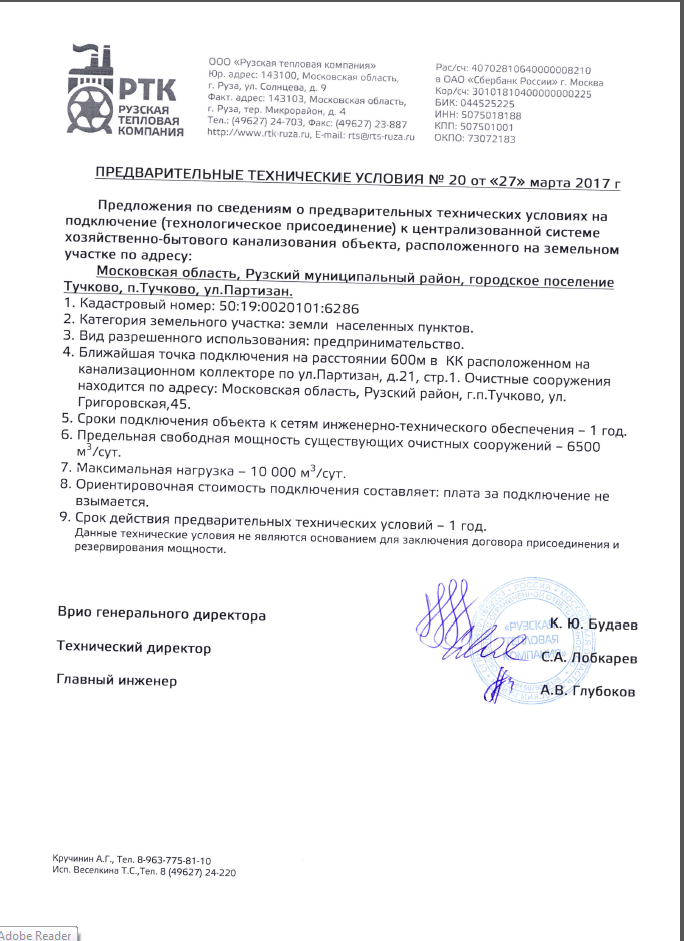 РТК
РУЗСКАЯ
ТЕПЛОВАЯ
КОМПАНИЯ
ООО «Рузская тепловая компания»
Юр. адрес: 143100, Московская область,
г. Руза, ул. Солнцева, д. 9
Факт. адрес: 143103, Московская область,
г. Руза, тер. Микрорайон, д. 4
Тел.: (49627) 24-703, Факс: (49627) 23-887
http://www.rtk-ruza.ru, E-mail: rts@rts-ruza.ru
Рас/сч: 40702810640000008210
в ОАО «Сбербанк России» г. Москва
Кор/сч: 30101810400000000225
БИК: 044525225
ИНН: 5075018188
КПП: 507501001
ОКПО: 73072183
ПРЕДВАРИТЕЛЬНЫЕ ТЕХНИЧЕСКИЕ УСЛОВИЯ № 20 от «27» марта 2017 г
Предложения по сведениям о предварительных технических условиях на
подключение (технологическое присоединение) к централизованной системе
хозяйственно-бытового канализования объекта, расположенного на земельном
участке по адресу:
Московская область, Рузский муниципальный район, городское поселение
Тучково, п.Тучково, ул.Партизан.
1. Кадастровый номер: 50:19:0020101:6286
2. Категория земельного участка: земли населенных пунктов.
3. Вид разрешенного использования: предпринимательство.
4. Ближайшая точка подключения на расстоянии 600м в КК расположенном на
канализационном коллекторе по ул.Партизан, д.21, стр.1. Очистные сооружения
находится по адресу: Московская область, Рузский район, г.п.Тучково, ул.
Григоровская,45.
5. Сроки подключения объекта к сетям инженерно-технического обеспечения – 1 год.
6. Предельная свободная мощность существующих очистных сооружений – 6500
м³/сут.
7. Максимальная нагрузка – 10 000 м³/сут.
8. Ориентировочная стоимость подключения составляет: плата за подключение не
взымается.
9. Срок действия предварительных технических условий – 1 год.
Данные технические условия не являются основанием для заключения договора присоединения и
резервирования мощности.
Врио генерального директора
К. Ю. Будаев
Технический директор
С.А. Лобкарев
Главный инженер
А.В. Глубоков
«РУЗСКАЯ
ТЕПЛОВАЯ
КОМПАНИЯ»
Кручинин А.Г., Тел. 8-963-775-81-10
Исп. Веселкина Т.С.,Тел. 8 (49627) 24-220
Adobe Reader